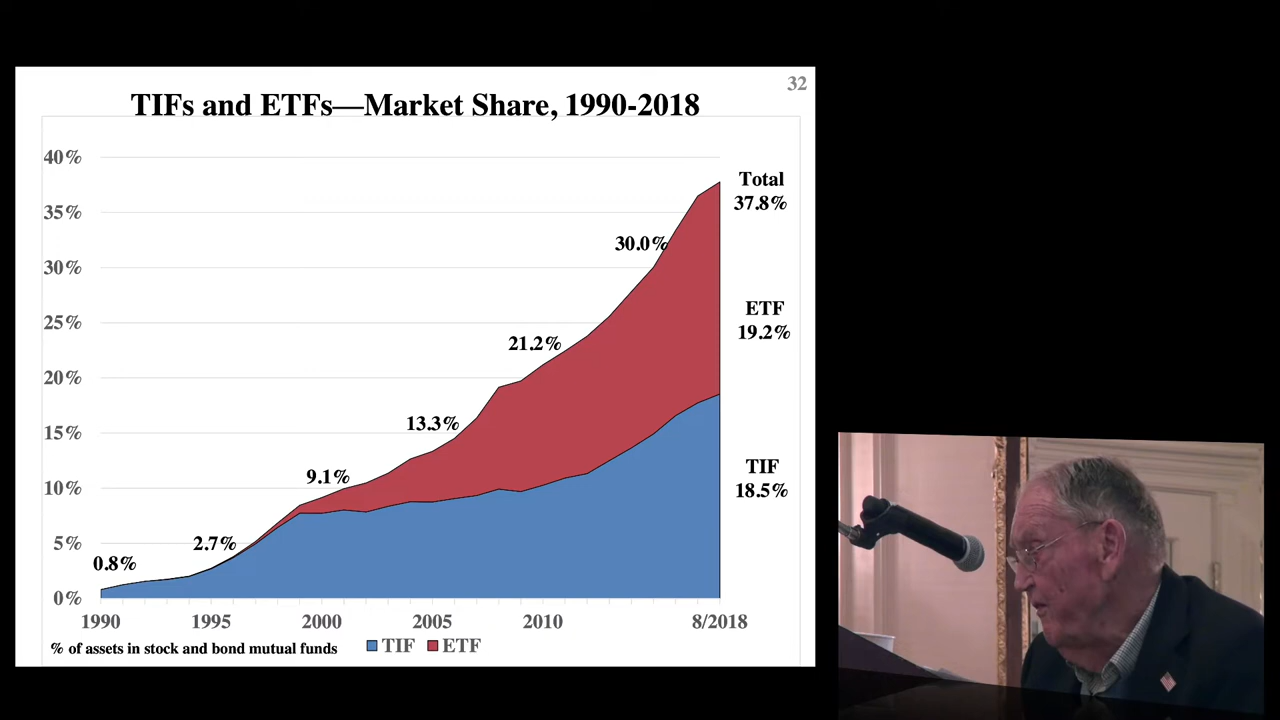 32
TIFs and ETFs—Market Share, 1990-2018
40%
35%
30%
25%
20%
15%
10%
5%
0%
0.8%
2.7%
9.1%
13.3%
21.2%
30.0%
Total
37.8%
ETF
19.2%
TIF
18.5%
1990 1995 2000 2005 2010 8/2018
% of assets in stock and bond mutual funds
TIF ETF